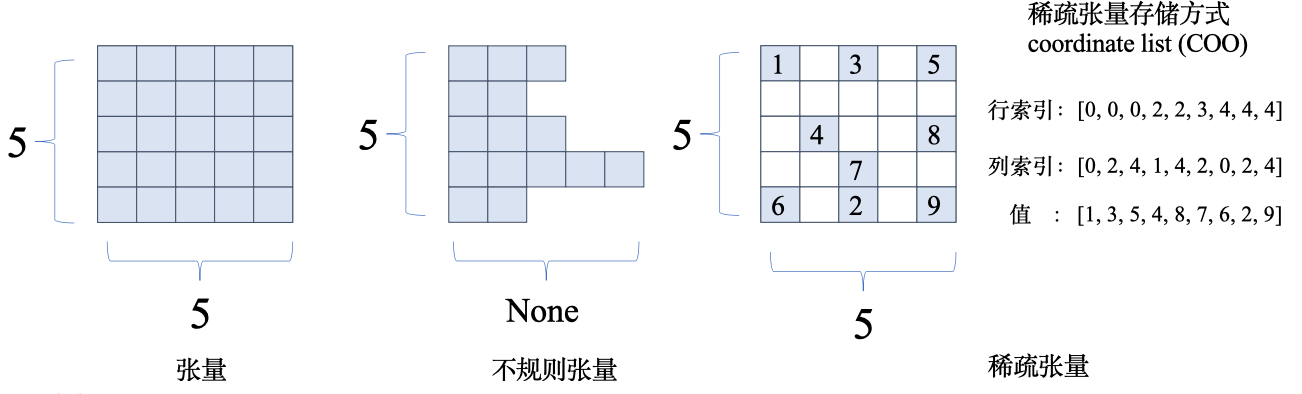 5
5
张量
5
None
不规则张量
5
1 3 5
4 8
7
6 2 9
5
稀疏张量
稀疏张量存储方式
coordinate list (COO)
行索引：[0, 0, 0, 2, 2, 3, 4, 4, 4]
列索引：[0, 2, 4, 1, 4, 2, 0, 2, 4]
值 ：[1, 3, 5, 4, 8, 7, 6, 2, 9]